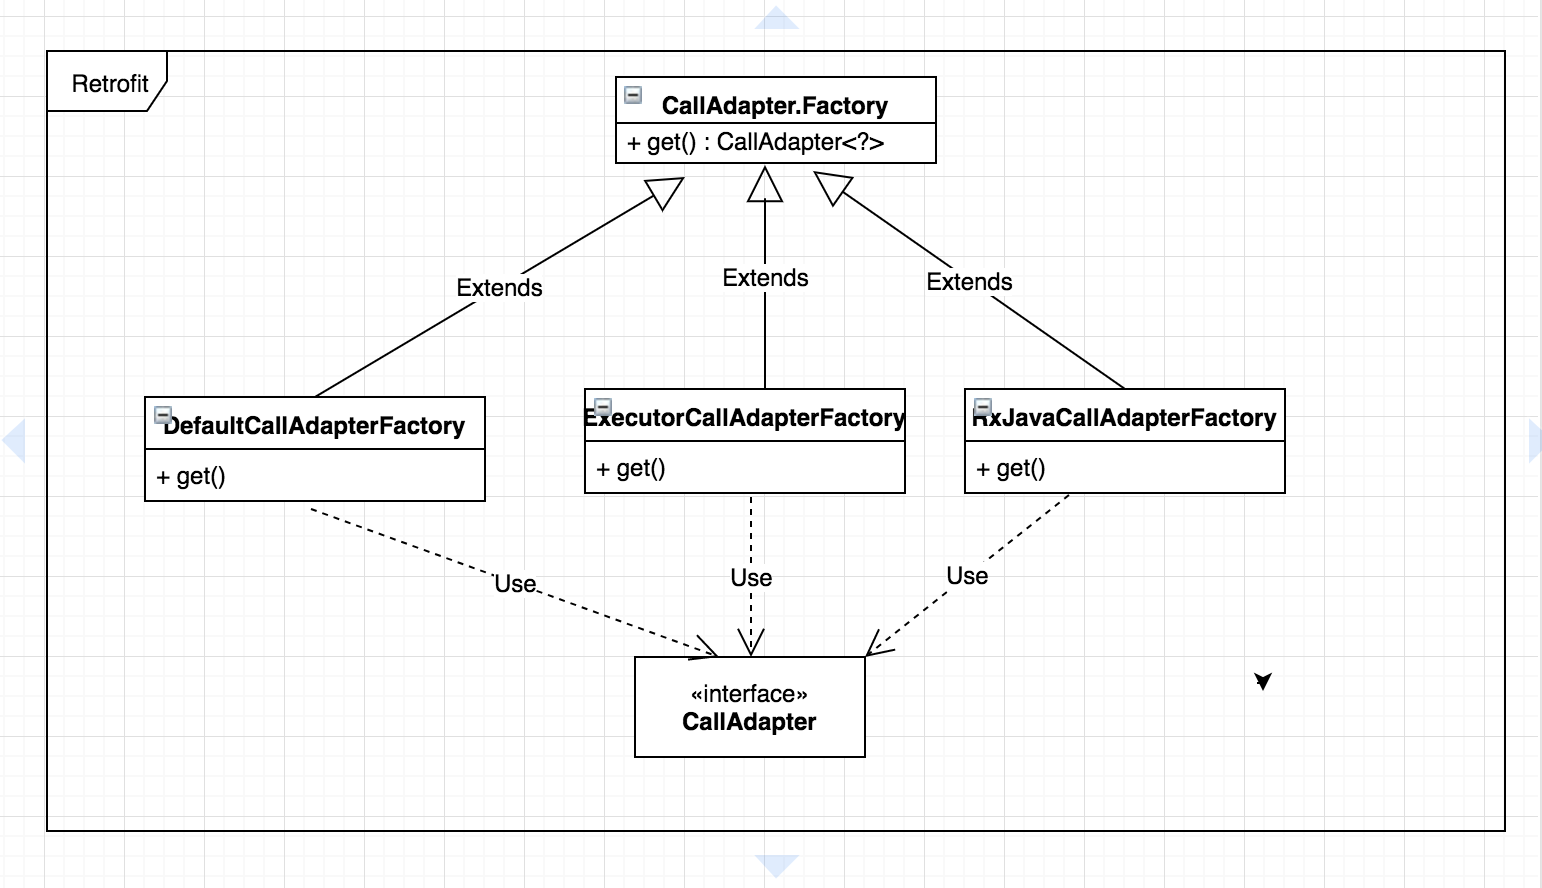 Retrofit
CallAdapter.Factory
+ get() : CallAdapter<?>
Extends
Extends
Extends
DefaultCallAdapterFactory
+ get()
ExecutorCallAdapterFactory
+ get()
RxJavaCallAdapterFactory
+ get()
Use
Use
Use
«interface»
CallAdapter